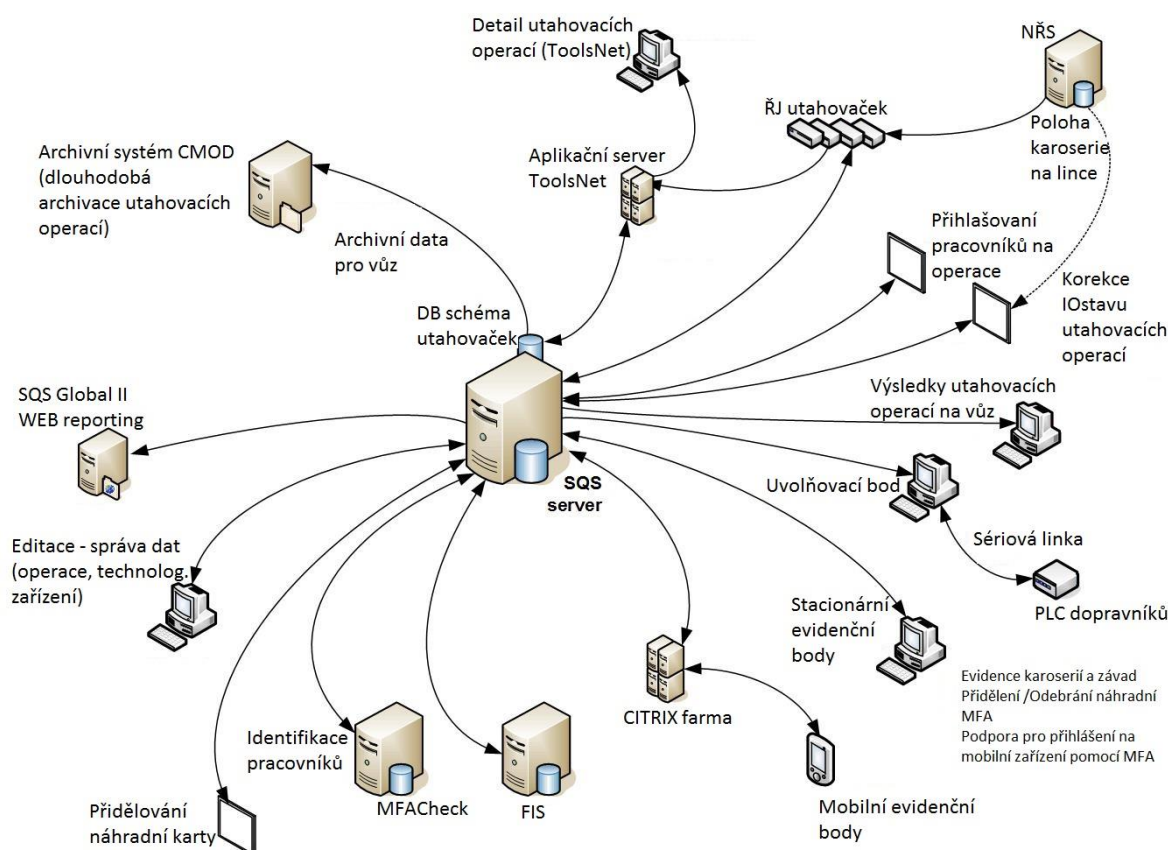 Detail utahovacích
operací (ToolsNet)
NŘS
ŘJ utahovaček
Poloha
karoserie
na lince
Archivní systém CMOD
(dlouhodobá
archivace utahovacích
operací)
Aplikační server
ToolsNet
Archivní data
pro vůz
Přihlašovaní
pracovníků na
operace
Korekce
IOstavu
utahovacích
operací
DB schéma
utahovaček
SQS Global II
WEB reporting
Výsledky utahovacích
operací na vůz
SQS
server
Uvolňovací bod
Editace - správa dat
(operace, technolog.
zařízení)
Sériová linka
PLC dopravníků
Stacionární
evidenční
body
Evidence karoserií a závad
Přidělení /Odebrání náhradní
MFA
Podpora pro přihlášení na
mobilní zařízení pomocí MFA
CITRIX farma
Identifikace
pracovníků
MFACheck
FIS
Mobilní evidenční
body
Přidělování
náhradní karty